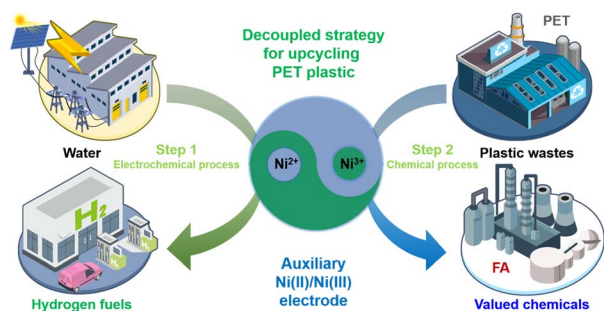 Decoupled strategy
for upcycling
PET plastic
PET
Water
Step 1
Electrochemical process
Ni²⁺
Ni³⁺
Step 2
Chemical process
Plastic wastes
H₂
Hydrogen fuels
Auxiliary
Ni(II)/Ni(III)
electrode
FA
Valued chemicals